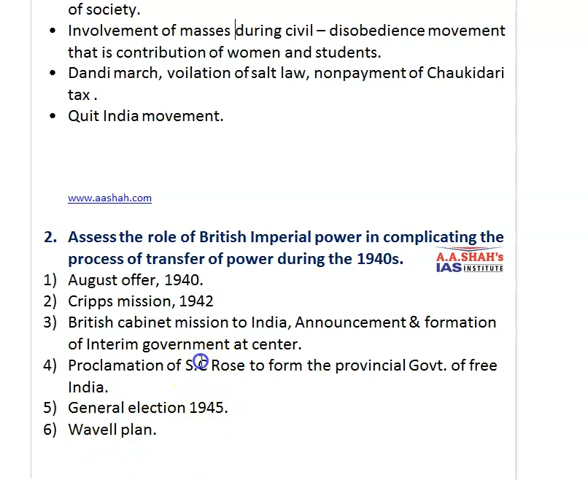 of society.
• Involvement of masses during civil – disobedience movement
that is contribution of women and students.
• Dandi march, voilation of salt law, nonpayment of Chaukidari
tax .
• Quit India movement.
www.aashah.com
2. Assess the role of British Imperial power in complicating the
process of transfer of power during the 1940s.
A.A.SHAH's
IAS INSTITUTE
1) August offer, 1940.
2) Cripps mission, 1942
3) British cabinet mission to India, Announcement & formation
of Interim government at center.
4) Proclamation of S.C Rose to form the provincial Govt. of free
India.
5) General election 1945.
6) Wavell plan.